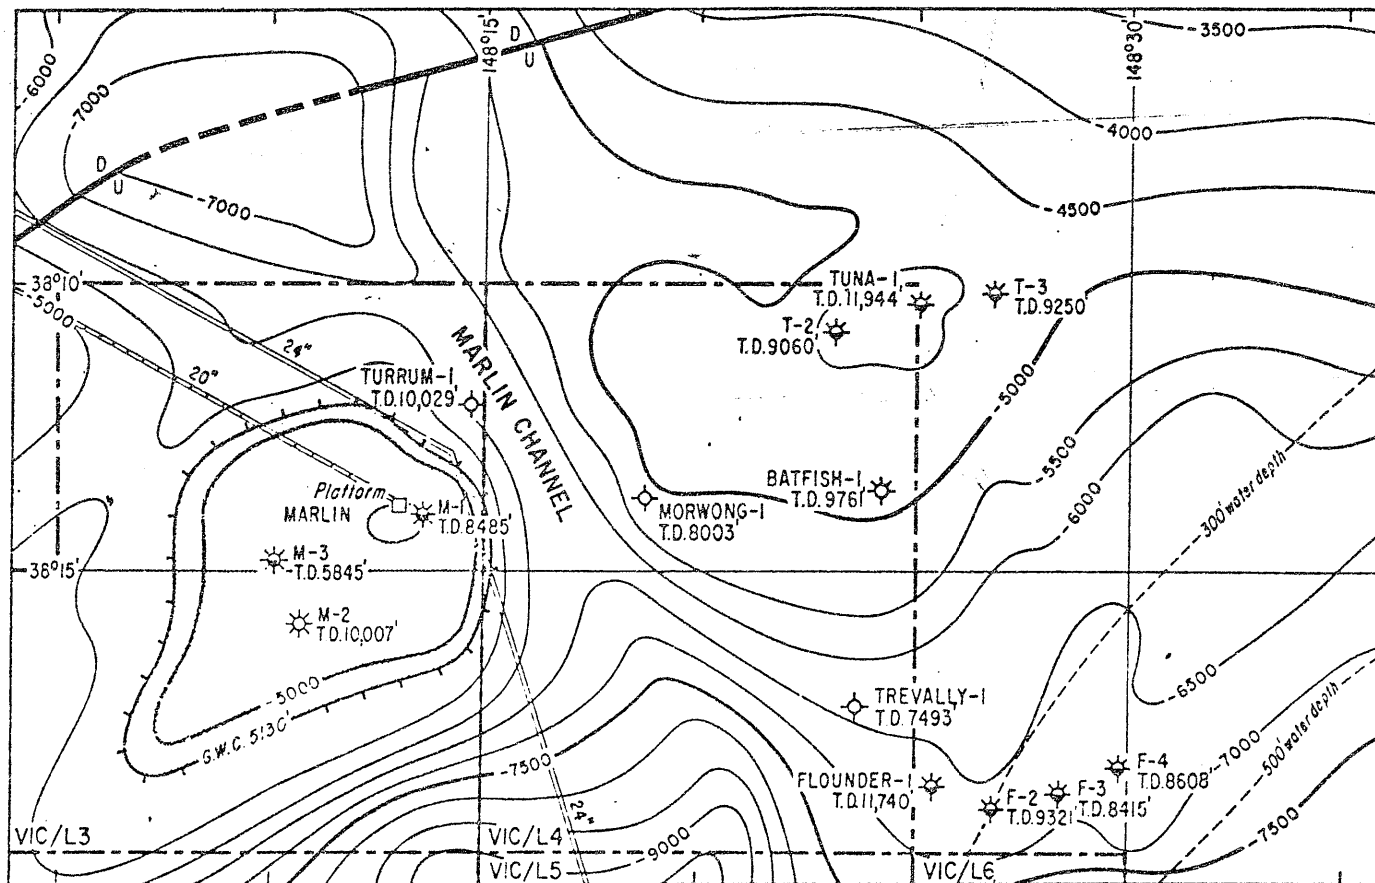 148°15'
148°30'
-3500
-6000
-7000
D
U
-4000
D
U
-7000
-4500
38°10'
-5000
24"
20"
TUNA-1
T.D.11,944'
T-3
T.D.9250'
T-2
T.D.9060'
TURRUM-1
T.D.10,029'
MARLIN CHANNEL
-5000
-5500
-6000
300' water depth
BATFISH-1
T.D.9761'
MORWONG-1
T.D.8003'
Platform
MARLIN
M-1
T.D.8485'
M-3
T.D.5845'
38°15'
M-2
T.D.10,007'
-5000
G.W.C. 5130'
TREVALLY-1
T.D.7493'
-6500
-7000
500' water depth
-7500
FLOUNDER-1
T.D.11,740'
F-4
T.D.8608'
F-3
T.D.8415'
F-2
T.D.9321'
-7500
24"
-9000
VIC/L3
VIC/L4
VIC/L5
VIC/L6